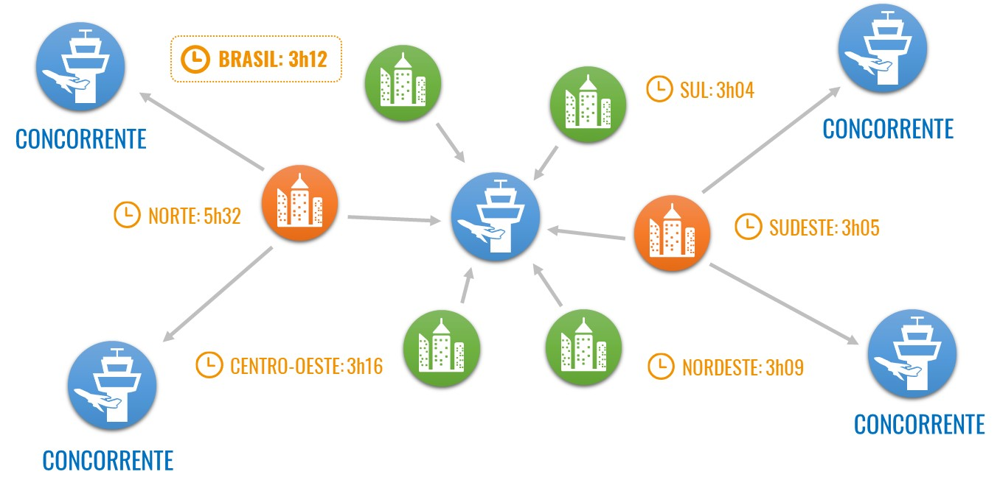 BRASIL: 3h12
SUL: 3h04
CONCORRENTE
CONCORRENTE
NORTE: 5h32
SUDESTE: 3h05
CENTRO-OESTE: 3h16
NORDESTE: 3h09
CONCORRENTE
CONCORRENTE